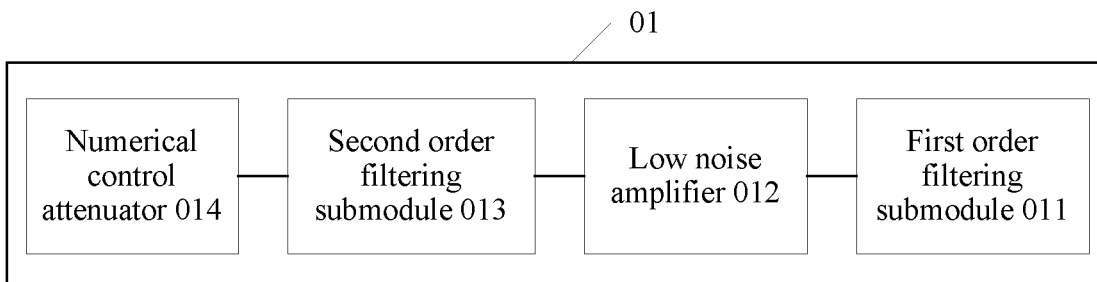 01
Numerical
control
attenuator 014
Second order
filtering
submodule 013
Low noise
amplifier 012
First order
filtering
submodule 011